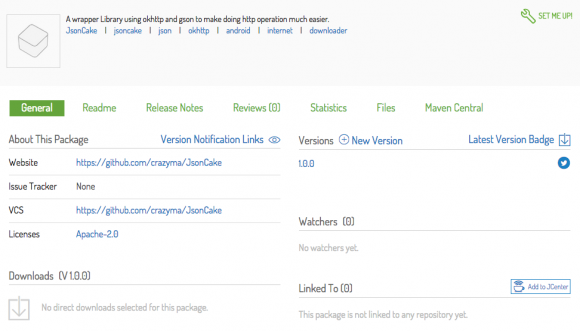 A wrapper Library using okhttp and gson to make doing http operation much easier.
JsonCake | jsoncake | json | okhttp | android | internet | downloader
SET ME UP!
General Readme Release Notes Reviews (0) Statistics Files Maven Central
About This Package Version Notification Links
Website https://github.com/crazyma/JsonCake
Issue Tracker None
VCS https://github.com/crazyma/JsonCake
Licenses Apache-2.0
Downloads (V 1.0.0)
No direct downloads selected for this package.
Versions New Version Latest Version Badge
1.0.0
Watchers (0)
No watchers yet.
Linked To (0) Add to JCenter
This package is not linked to any repository yet.